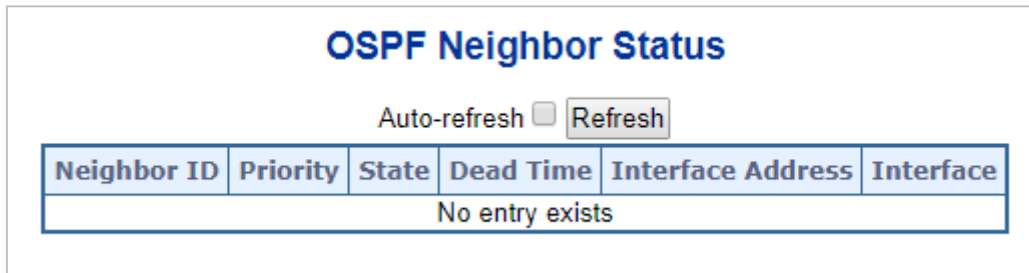 OSPF Neighbor Status
Auto-refresh Refresh
Neighbor ID Priority State Dead Time Interface Address Interface
No entry exists